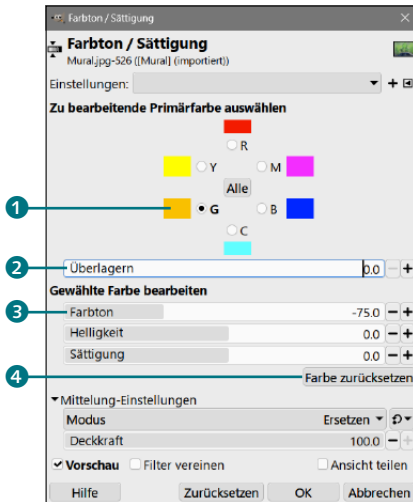 Farbton / Sättigung
Farbton / Sättigung
Mural.jpg-526 ([Mural] (importiert))
Einstellungen:
Zu bearbeitende Primärfarbe auswählen
R
Y M
Alle
1 G B
C
2 Überlagern 0.0
Gewählte Farbe bearbeiten
3 Farbton -75.0
Helligkeit 0.0
Sättigung 0.0
4 Farbe zurücksetzen
Mittelung-Einstellungen
Modus Ersetzen
Deckkraft 100.0
Vorschau Filter vereinen Ansicht teilen
Hilfe Zurücksetzen OK Abbrechen